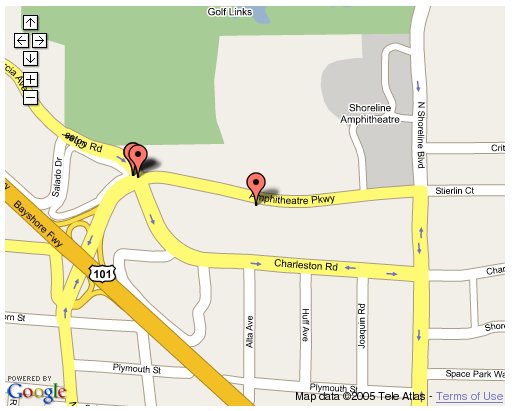 Golf Links
Shoreline
Amphitheatre
N Shoreline Blvd
Salado Dr
Amphitheatre Pkwy
Stierlin Ct
Bayshore Fwy
101
Charleston Rd
Alta Ave
Huff Ave
Joaquin Rd
Plymouth St
Plymouth St
Space Park Wa
POWERED BY
Google
Map data ©2005 Tele Atlas - Terms of Use